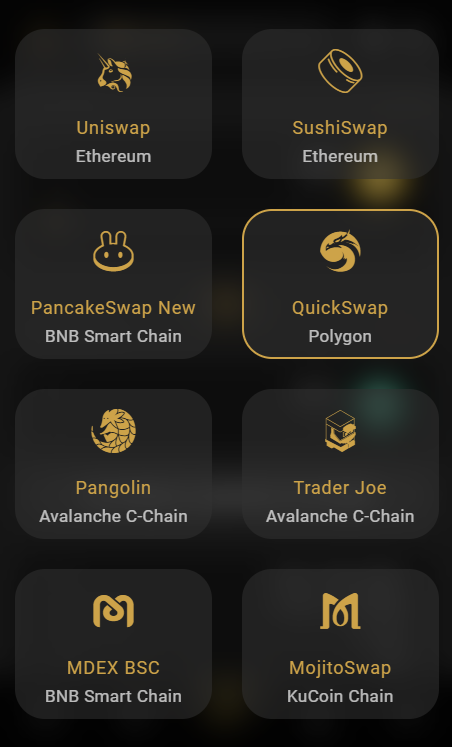 Uniswap
Ethereum
SushiSwap
Ethereum
PancakeSwap New
BNB Smart Chain
QuickSwap
Polygon
Pangolin
Avalanche C-Chain
Trader Joe
Avalanche C-Chain
MDEX BSC
BNB Smart Chain
MojitoSwap
KuCoin Chain